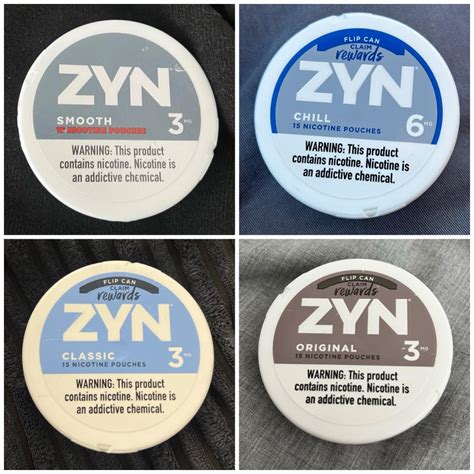 ZYN
SMOOTH
NICOTINE POUCHES
3 MG
WARNING: This product
contains nicotine. Nicotine is
an addictive chemical.
FLIP CAN
CLAIM
rewards
ZYN
CHILL
15 NICOTINE POUCHES
6 MG
WARNING: This product
contains nicotine. Nicotine is
an addictive chemical.
FLIP CAN
CLAIM
rewards
ZYN
CLASSIC
15 NICOTINE POUCHES
3 MG
WARNING: This product
contains nicotine. Nicotine is
an addictive chemical.
FLIP CAN
CLAIM
rewards
ZYN
ORIGINAL
15 NICOTINE POUCHES
3 MG
WARNING: This product
contains nicotine. Nicotine is
an addictive chemical.